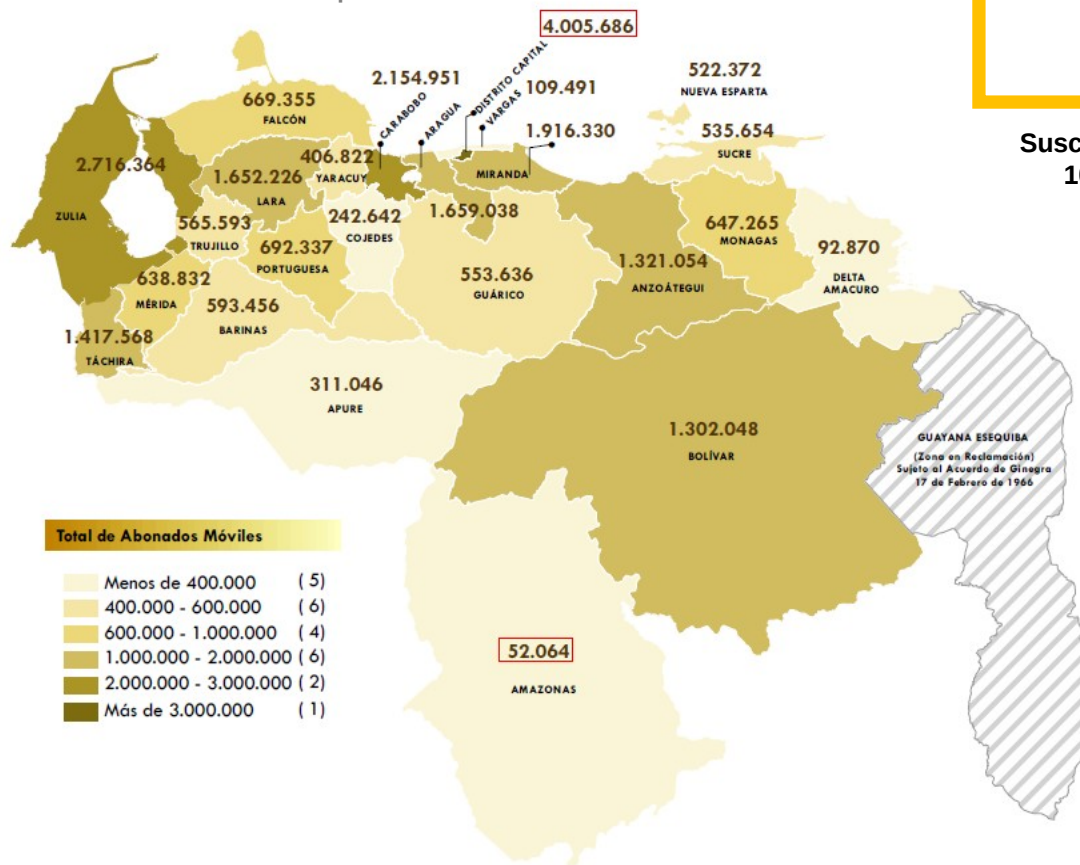 4.005.686
2.154.951
DISTRITO CAPITAL
522.372
NUEVA ESPARTA
109.491
VARGAS
CARABOBO
ARAGUA
669.355
FALCÓN
1.916.330
535.654
SUCRE
Susc
10
2.716.364
ZULIA
406.822
YARACUY
1.652.226
LARA
MIRANDA
565.593
TRUJILLO
242.642
COJEDES
1.659.038
647.265
MONAGAS
92.870
DELTA
AMACURO
692.337
PORTUGUESA
553.636
GUÁRICO
1.321.054
ANZOÁTEGUI
638.832
MÉRIDA
593.456
BARINAS
1.417.568
TÁCHIRA
311.046
APURE
1.302.048
BOLÍVAR
GUAYANA ESEQUIBA
(Zona en Reclamación)
Sujeto al Acuerdo de Ginegra
17 de Febrero de 1966
Total de Abonados Móviles
Menos de 400.000 ( 5)
400.000 - 600.000 ( 6)
600.000 - 1.000.000 ( 4)
1.000.000 - 2.000.000 ( 6)
2.000.000 - 3.000.000 ( 2)
Más de 3.000.000 ( 1)
52.064
AMAZONAS